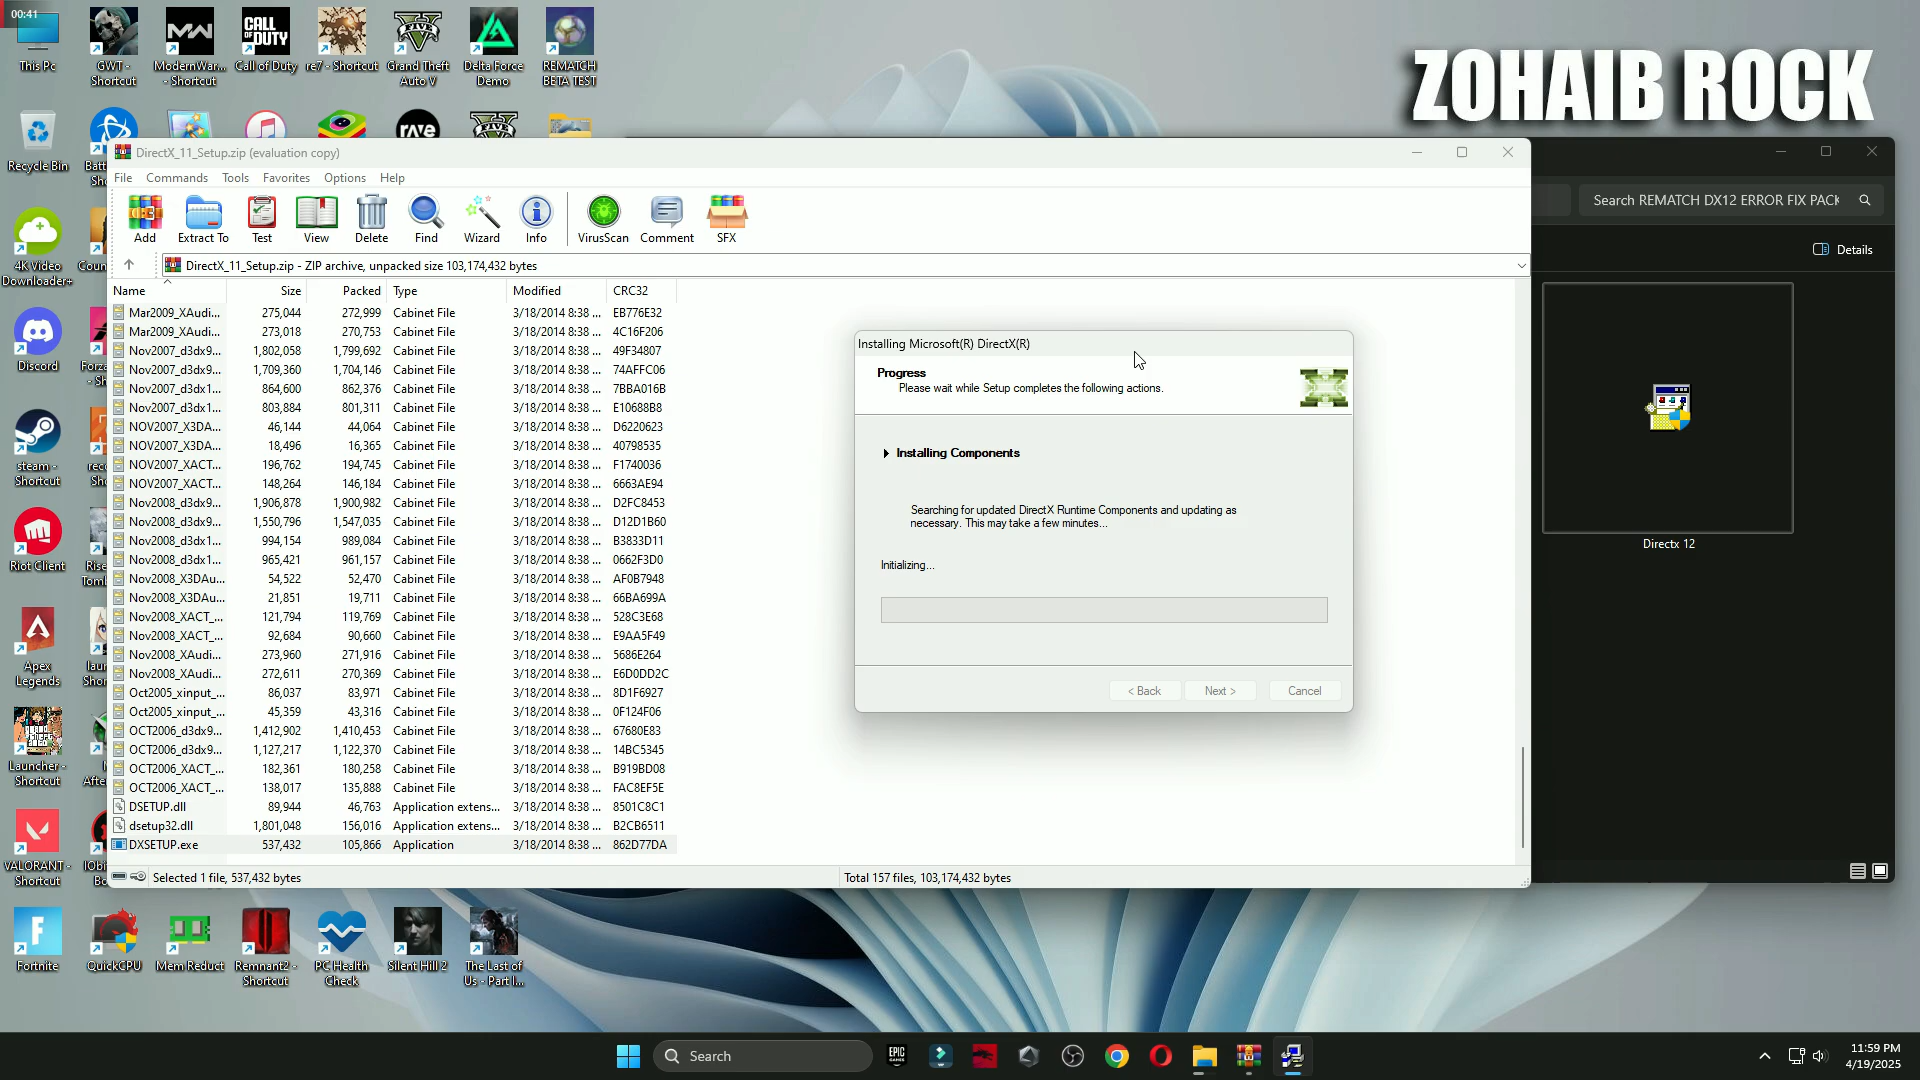 00:41
This Pc
GWT - Shortcut
ModernWar... - Shortcut
Call of Duty
re7 - Shortcut
Grand Theft Auto V
Delta Force Demo
REMATCH BETA TEST
ZOHAIB ROCK
Recycle Bin
4K Video Downloader+
Discord
steam - Shortcut
Riot Client
Apex Legends
Launcher - Shortcut
VALORANT - Shortcut
DirectX_11_Setup.zip (evaluation copy)
File Commands Tools Favorites Options Help
Add Extract To Test View Delete Find Wizard Info VirusScan Comment SFX
DirectX_11_Setup.zip - ZIP archive, unpacked size 103,174,432 bytes
Name Size Packed Type Modified CRC32
Mar2009_XAudi... 275,044 272,999 Cabinet File 3/18/2014 8:38 ... EB776E32
Mar2009_XAudi... 273,018 270,753 Cabinet File 3/18/2014 8:38 ... 4C16F206
Nov2007_d3dx9... 1,802,058 1,799,692 Cabinet File 3/18/2014 8:38 ... 49F34807
Nov2007_d3dx9... 1,709,360 1,704,146 Cabinet File 3/18/2014 8:38 ... 74AFFC06
Nov2007_d3dx1... 864,600 862,376 Cabinet File 3/18/2014 8:38 ... 7BBA016B
Nov2007_d3dx1... 803,884 801,311 Cabinet File 3/18/2014 8:38 ... E10688B8
NOV2007_X3DA... 46,144 44,064 Cabinet File 3/18/2014 8:38 ... D6220623
NOV2007_X3DA... 18,496 16,365 Cabinet File 3/18/2014 8:38 ... 40798535
NOV2007_XACT... 196,762 194,745 Cabinet File 3/18/2014 8:38 ... F1740036
NOV2007_XACT... 148,264 146,184 Cabinet File 3/18/2014 8:38 ... 6663AE94
Nov2008_d3dx9... 1,906,878 1,900,982 Cabinet File 3/18/2014 8:38 ... D2FC8453
Nov2008_d3dx9... 1,550,796 1,547,035 Cabinet File 3/18/2014 8:38 ... D12D1B60
Nov2008_d3dx1... 994,154 989,084 Cabinet File 3/18/2014 8:38 ... B3833D11
Nov2008_d3dx1... 965,421 961,157 Cabinet File 3/18/2014 8:38 ... 0662F3D0
Nov2008_X3DAu... 54,522 52,470 Cabinet File 3/18/2014 8:38 ... AF0B7948
Nov2008_X3DAu... 21,851 19,711 Cabinet File 3/18/2014 8:38 ... 66BA699A
Nov2008_XACT_... 121,794 119,769 Cabinet File 3/18/2014 8:38 ... 528C3E68
Nov2008_XACT_... 92,684 90,660 Cabinet File 3/18/2014 8:38 ... E9AA5F49
Nov2008_XAudi... 273,960 271,916 Cabinet File 3/18/2014 8:38 ... 5686E264
Nov2008_XAudi... 272,611 270,369 Cabinet File 3/18/2014 8:38 ... E6D0DD2C
Oct2005_xinput_... 86,037 83,971 Cabinet File 3/18/2014 8:38 ... 8D1F6927
Oct2005_xinput_... 45,359 43,316 Cabinet File 3/18/2014 8:38 ... 0F124F06
OCT2006_d3dx9... 1,412,902 1,410,453 Cabinet File 3/18/2014 8:38 ... 67680E83
OCT2006_d3dx9... 1,127,217 1,122,370 Cabinet File 3/18/2014 8:38 ... 14BC5345
OCT2006_XACT_... 182,361 180,258 Cabinet File 3/18/2014 8:38 ... B919BD08
OCT2006_XACT_... 138,017 135,888 Cabinet File 3/18/2014 8:38 ... FAC8EF5E
DSETUP.dll 89,944 46,763 Application extens... 3/18/2014 8:38 ... 8501C8C1
dsetup32.dll 1,801,048 156,016 Application extens... 3/18/2014 8:38 ... B2CB6511
DXSETUP.exe 537,432 105,866 Application 3/18/2014 8:38 ... 862D77DA
Selected 1 file, 537,432 bytes
Total 157 files, 103,174,432 bytes
Installing Microsoft(R) DirectX(R)
Progress
Please wait while Setup completes the following actions.
Installing Components
Searching for updated DirectX Runtime Components and updating as
necessary. This may take a few minutes...
Initializing...
< Back Next > Cancel
Search REMATCH DX12 ERROR FIX PACK
Details
Directx 12
Fortnite
QuickCPU
Mem Reduct
Remnant2 - Shortcut
PC Health Check
Silent Hill 2
The Last of Us - Part I...
Search
EPIC GAMES
11:59 PM
4/19/2025